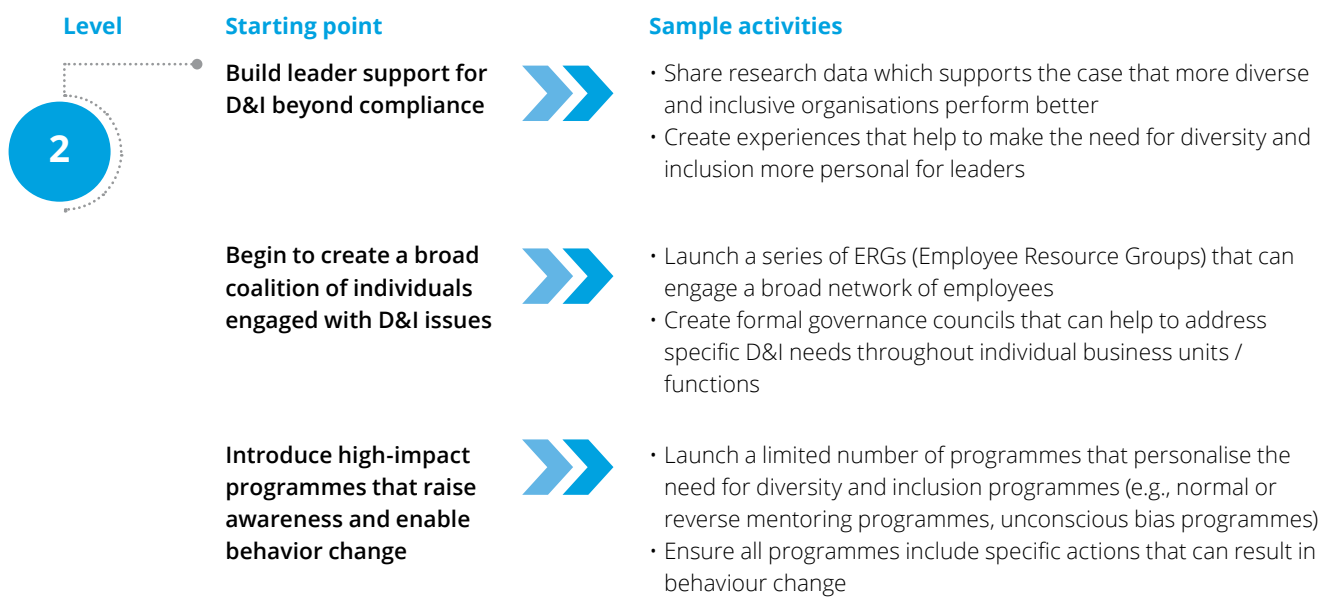 Level Starting point Sample activities
2
Build leader support for
D&I beyond compliance
• Share research data which supports the case that more diverse
and inclusive organisations perform better
• Create experiences that help to make the need for diversity and
inclusion more personal for leaders
Begin to create a broad
coalition of individuals
engaged with D&I issues
• Launch a series of ERGs (Employee Resource Groups) that can
engage a broad network of employees
• Create formal governance councils that can help to address
specific D&I needs throughout individual business units /
functions
Introduce high-impact
programmes that raise
awareness and enable
behavior change
• Launch a limited number of programmes that personalise the
need for diversity and inclusion programmes (e.g., normal or
reverse mentoring programmes, unconscious bias programmes)
• Ensure all programmes include specific actions that can result in
behaviour change